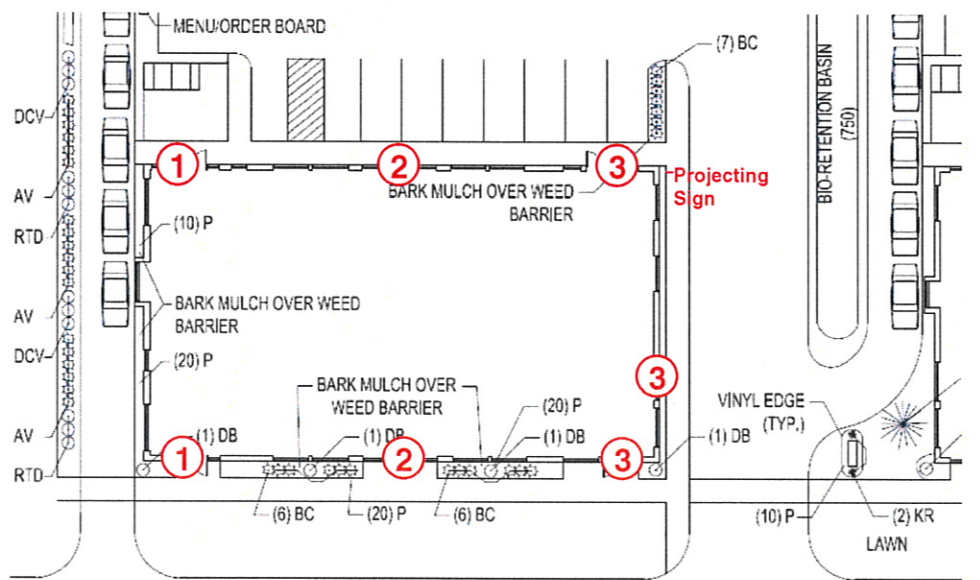 MENU/ORDER BOARD
(7) BC
DCV
BIO-RETENTION BASIN
(750)
1
2
3
Projecting
Sign
AV
BARK MULCH OVER WEED
BARRIER
RTD
(10) P
BARK MULCH OVER WEED
BARRIER
AV
DCV
(20) P
3
BARK MULCH OVER
WEED BARRIER
(20) P
VINYL EDGE
(TYP.)
AV
(1) DB
(1) DB
(1) DB
(1) DB
1
2
3
RTD
(6) BC
(20) P
(6) BC
(10) P
(2) KR
LAWN